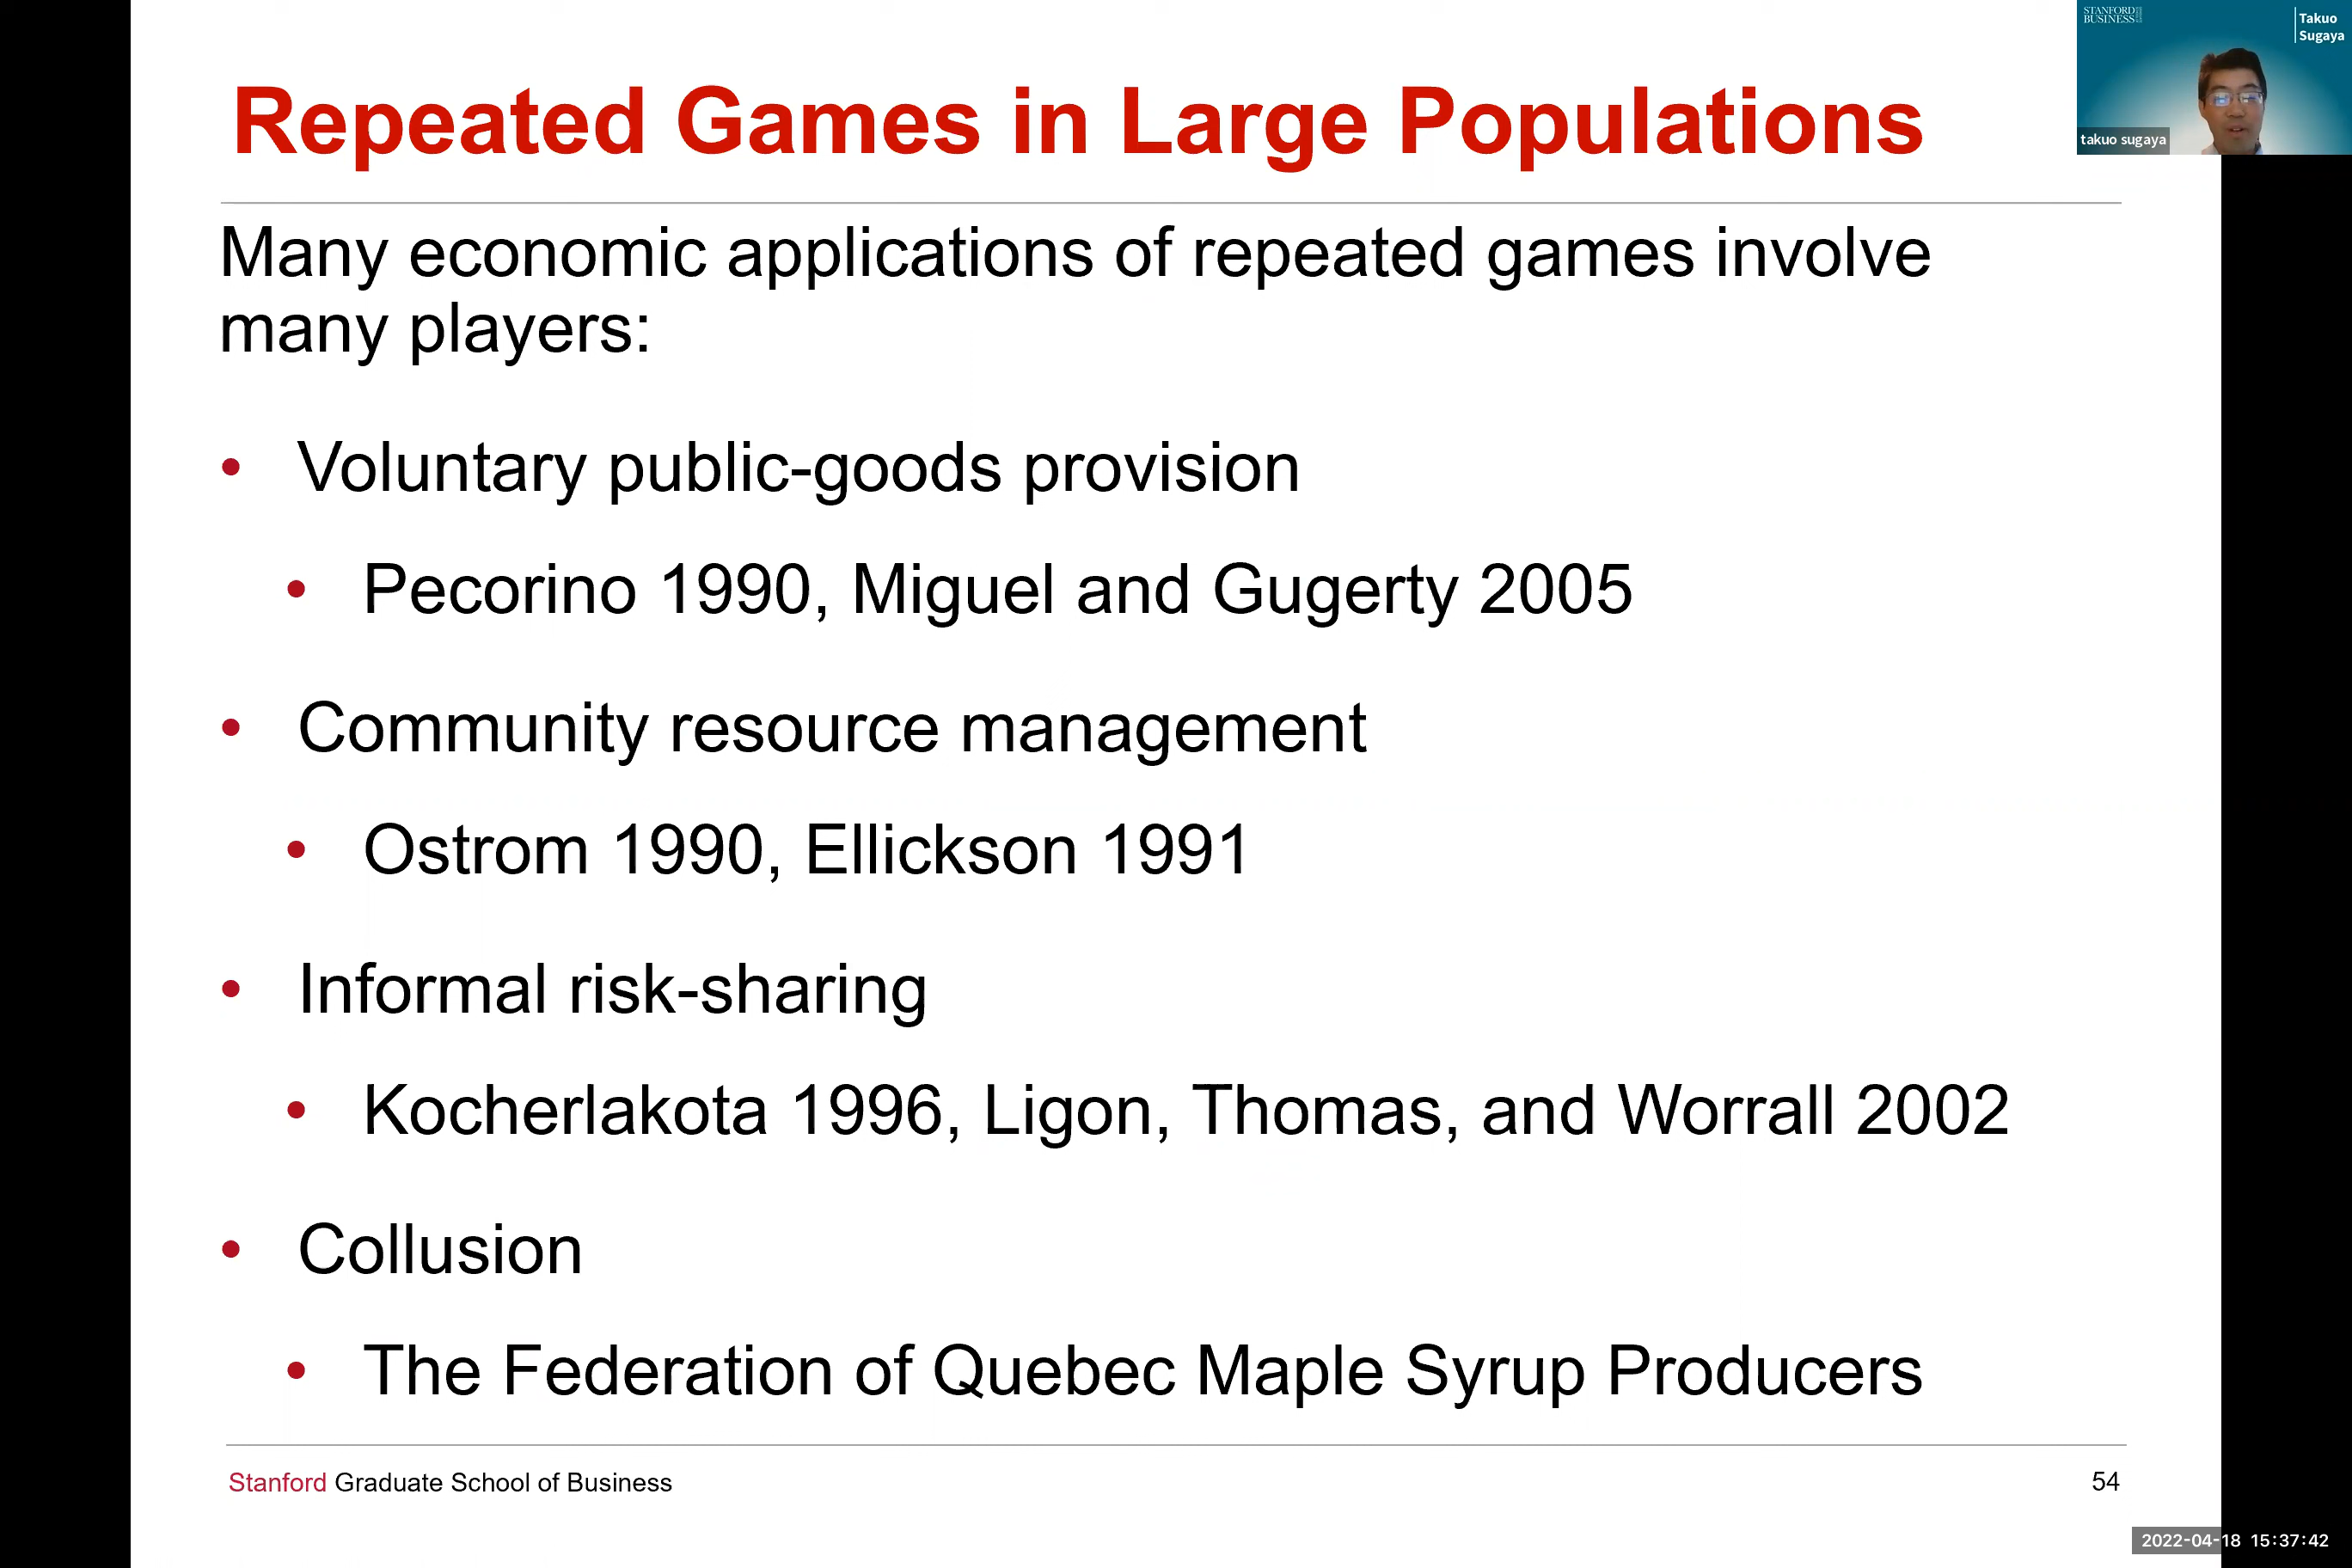 Repeated Games in Large Populations
Many economic applications of repeated games involve
many players:
• Voluntary public-goods provision
• Pecorino 1990, Miguel and Gugerty 2005
• Community resource management
• Ostrom 1990, Ellickson 1991
• Informal risk-sharing
• Kocherlakota 1996, Ligon, Thomas, and Worrall 2002
• Collusion
• The Federation of Quebec Maple Syrup Producers
Stanford Graduate School of Business
54
STANFORD
BUSINESS
Takuo
Sugaya
takuo sugaya
2022-04-18 15:37:42